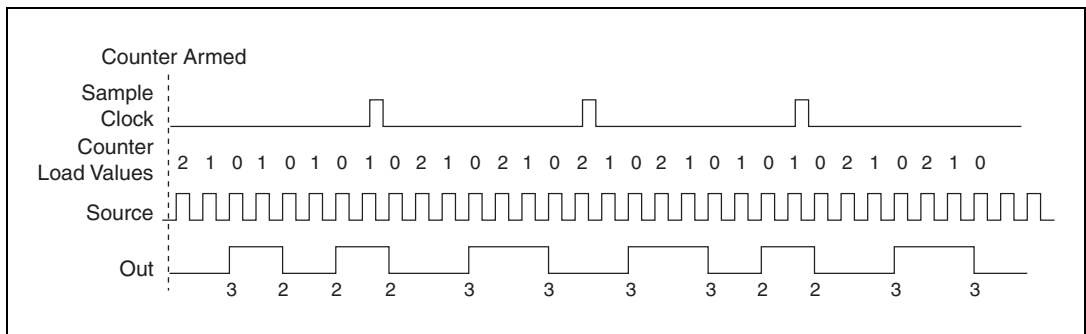 Counter Armed
Sample
Clock
Counter
Load Values
2 1 0 1 0 1 0 1 0 2 1 0 2 1 0 2 1 0 2 1 0 1 0 1 0 2 1 0 2 1 0
Source
Out
3 2 2 2 3 3 3 3 2 2 3 3